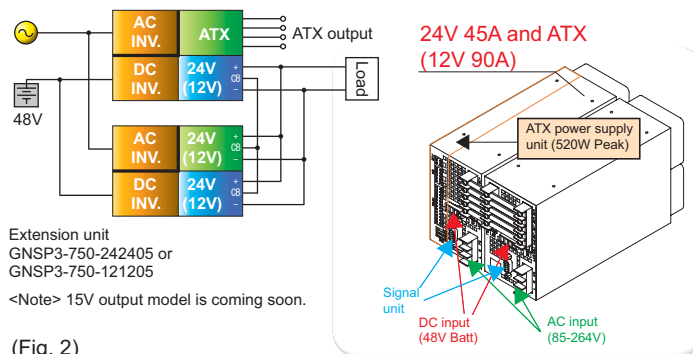 AC
INV.
ATX
ATX output
DC
INV.
24V
(12V)
+
CB
−
Load
48V
AC
INV.
24V
(12V)
+
CB
−
DC
INV.
24V
(12V)
+
CB
−
Extension unit
GNSP3-750-242405 or
GNSP3-750-121205
<Note> 15V output model is coming soon.
(Fig. 2)
24V 45A and ATX
(12V 90A)
ATX power supply
unit (520W Peak)
Signal
unit
DC input
(48V Batt)
AC input
(85-264V)